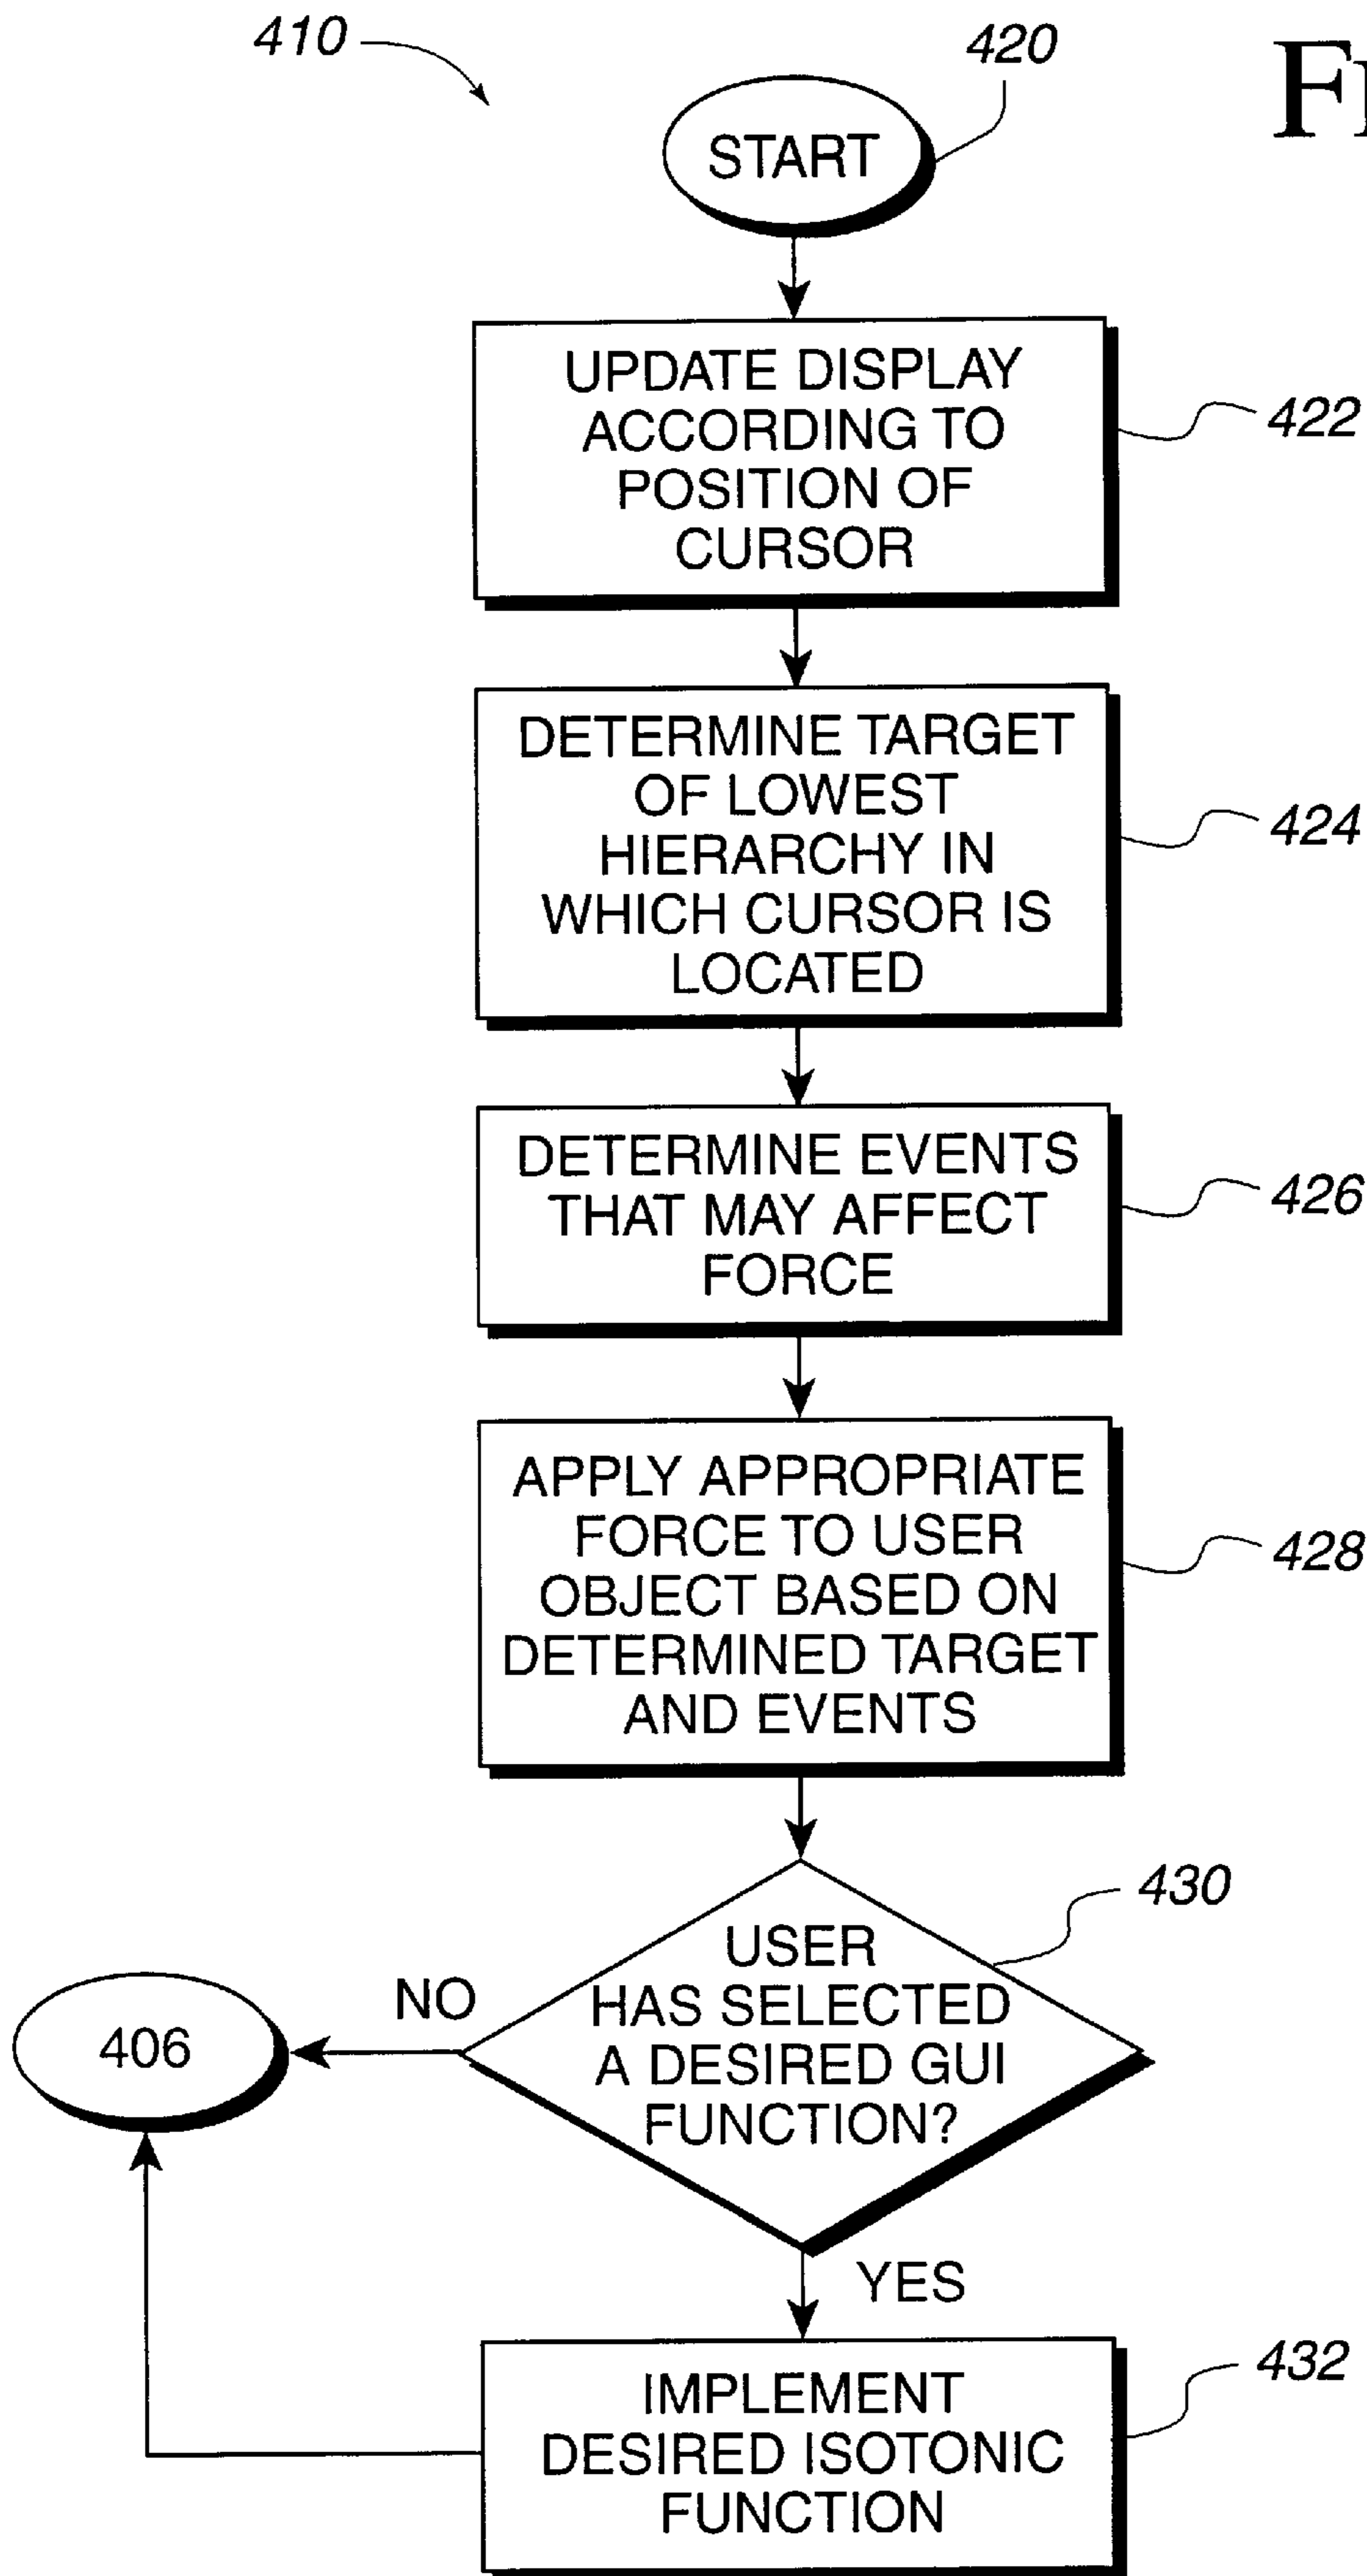 410
420
START
UPDATE DISPLAY
ACCORDING TO
POSITION OF
CURSOR
422
DETERMINE TARGET
OF LOWEST
HIERARCHY IN
WHICH CURSOR IS
LOCATED
424
DETERMINE EVENTS
THAT MAY AFFECT
FORCE
426
APPLY APPROPRIATE
FORCE TO USER
OBJECT BASED ON
DETERMINED TARGET
AND EVENTS
428
430
USER
HAS SELECTED
A DESIRED GUI
FUNCTION?
NO
406
YES
IMPLEMENT
DESIRED ISOTONIC
FUNCTION
432